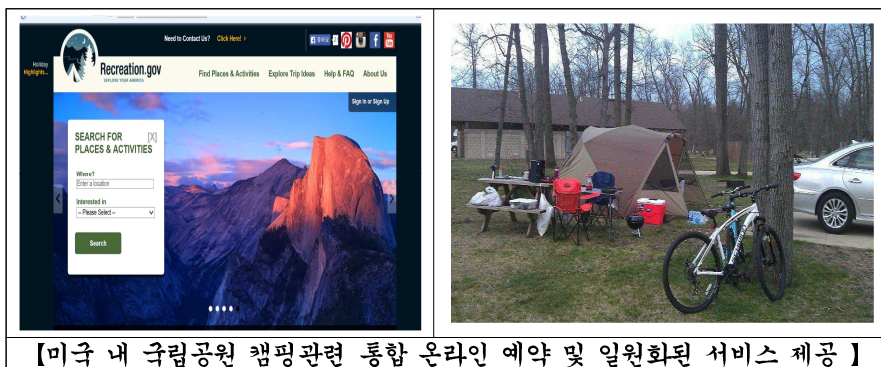 Need to Contact Us? Click Here! ›
Holiday
Highlights...
Recreation.gov
EXPLORE YOUR AMERICA
Find Places & Activities Explore Trip Ideas Help & FAQ About Us
Sign In or Sign Up
SEARCH FOR [X]
PLACES & ACTIVITIES
Where?
Enter a location
Interested in
-- Please Select --
Search
【미국 내 국립공원 캠핑관련 통합 온라인 예약 및 일원화된 서비스 제공 】